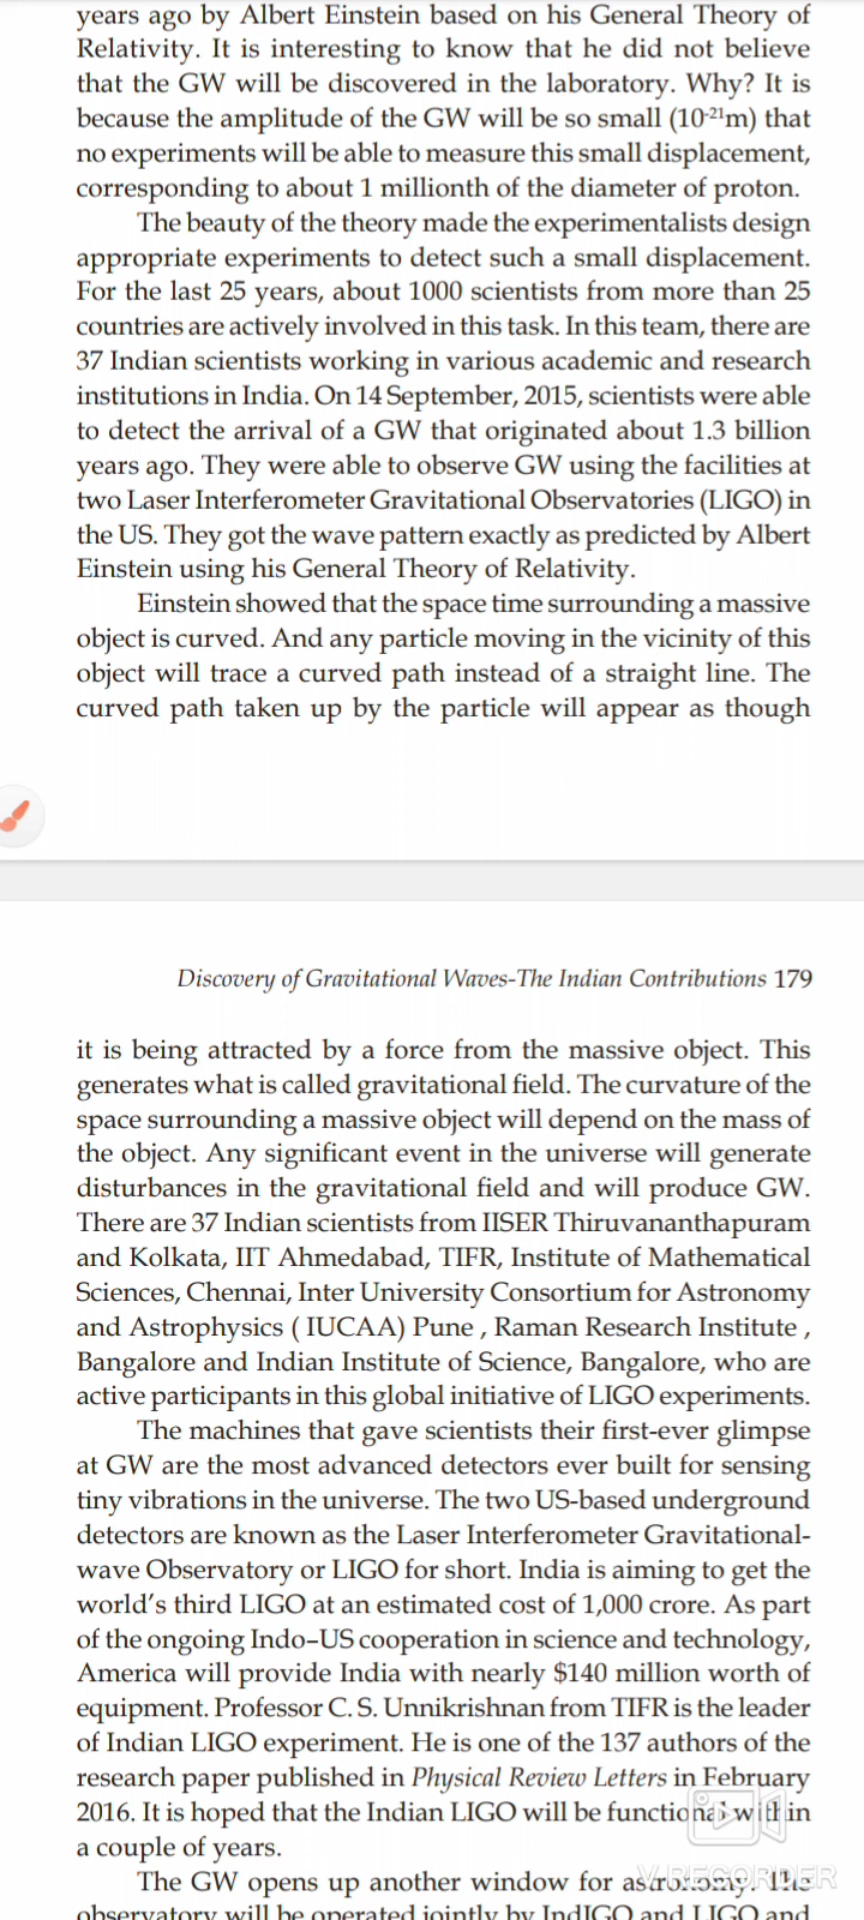 years ago by Albert Einstein based on his General Theory of
Relativity. It is interesting to know that he did not believe
that the GW will be discovered in the laboratory. Why? It is
because the amplitude of the GW will be so small (10-21m) that
no experiments will be able to measure this small displacement,
corresponding to about 1 millionth of the diameter of proton.
The beauty of the theory made the experimentalists design
appropriate experiments to detect such a small displacement.
For the last 25 years, about 1000 scientists from more than 25
countries are actively involved in this task. In this team, there are
37 Indian scientists working in various academic and research
institutions in India. On 14 September, 2015, scientists were able
to detect the arrival of a GW that originated about 1.3 billion
years ago. They were able to observe GW using the facilities at
two Laser Interferometer Gravitational Observatories (LIGO) in
the US. They got the wave pattern exactly as predicted by Albert
Einstein using his General Theory of Relativity.
Einstein showed that the space time surrounding a massive
object is curved. And any particle moving in the vicinity of this
object will trace a curved path instead of a straight line. The
curved path taken up by the particle will appear as though
Discovery of Gravitational Waves-The Indian Contributions 179
it is being attracted by a force from the massive object. This
generates what is called gravitational field. The curvature of the
space surrounding a massive object will depend on the mass of
the object. Any significant event in the universe will generate
disturbances in the gravitational field and will produce GW.
There are 37 Indian scientists from IISER Thiruvananthapuram
and Kolkata, IIT Ahmedabad, TIFR, Institute of Mathematical
Sciences, Chennai, Inter University Consortium for Astronomy
and Astrophysics ( IUCAA) Pune , Raman Research Institute ,
Bangalore and Indian Institute of Science, Bangalore, who are
active participants in this global initiative of LIGO experiments.
The machines that gave scientists their first-ever glimpse
at GW are the most advanced detectors ever built for sensing
tiny vibrations in the universe. The two US-based underground
detectors are known as the Laser Interferometer Gravitational-
wave Observatory or LIGO for short. India is aiming to get the
world's third LIGO at an estimated cost of 1,000 crore. As part
of the ongoing Indo–US cooperation in science and technology,
America will provide India with nearly $140 million worth of
equipment. Professor C. S. Unnikrishnan from TIFR is the leader
of Indian LIGO experiment. He is one of the 137 authors of the
research paper published in Physical Review Letters in February
2016. It is hoped that the Indian LIGO will be functional within
a couple of years.
The GW opens up another window for astronomy. The
V RECORDER
observatory will be operated jointly by IndIGO and LIGO and